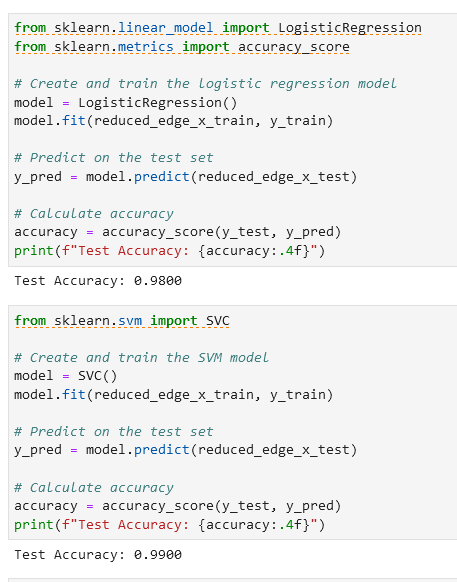 from sklearn.linear_model import LogisticRegression
from sklearn.metrics import accuracy_score
# Create and train the logistic regression model
model = LogisticRegression()
model.fit(reduced_edge_x_train, y_train)
# Predict on the test set
y_pred = model.predict(reduced_edge_x_test)
# Calculate accuracy
accuracy = accuracy_score(y_test, y_pred)
print(f"Test Accuracy: {accuracy:.4f}")
Test Accuracy: 0.9800
from sklearn.svm import SVC
# Create and train the SVM model
model = SVC()
model.fit(reduced_edge_x_train, y_train)
# Predict on the test set
y_pred = model.predict(reduced_edge_x_test)
# Calculate accuracy
accuracy = accuracy_score(y_test, y_pred)
print(f"Test Accuracy: {accuracy:.4f}")
Test Accuracy: 0.9900